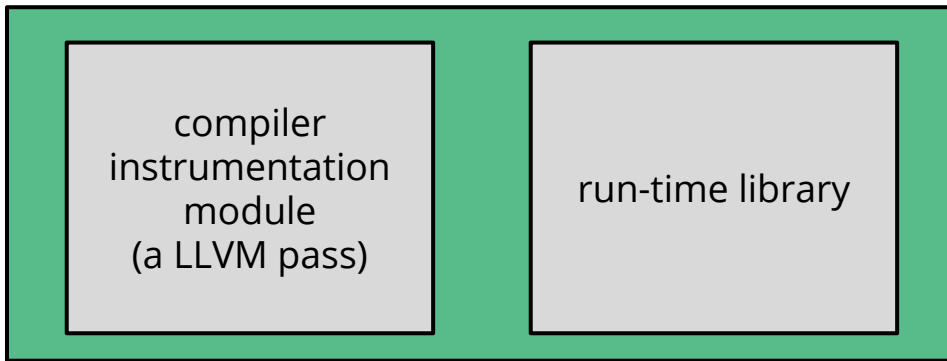 compiler
instrumentation
module
(a LLVM pass)
run-time library